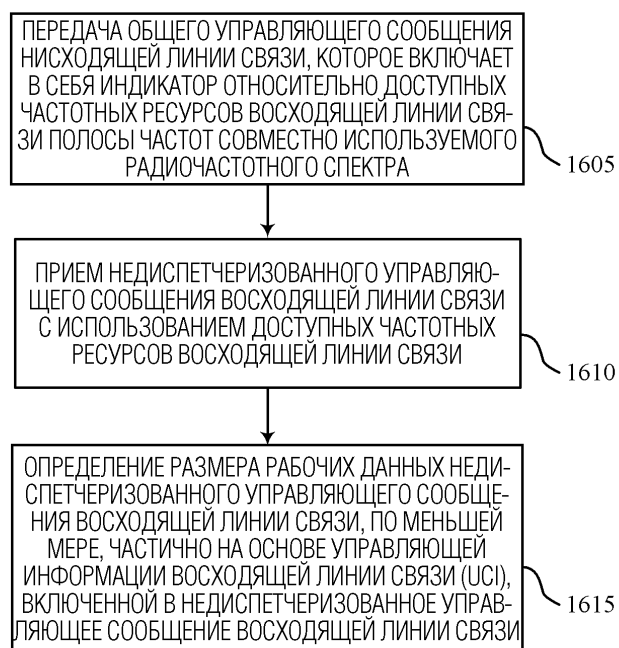 ПЕРЕДАЧА ОБЩЕГО УПРАВЛЯЮЩЕГО СООБЩЕНИЯ
НИСХОДЯЩЕЙ ЛИНИИ СВЯЗИ, КОТОРОЕ ВКЛЮЧАЕТ
В СЕБЯ ИНДИКАТОР ОТНОСИТЕЛЬНО ДОСТУПНЫХ
ЧАСТОТНЫХ РЕСУРСОВ ВОСХОДЯЩЕЙ ЛИНИИ СВЯ-
ЗИ ПОЛОСЫ ЧАСТОТ СОВМЕСТНО ИСПОЛЬЗУЕМОГО
РАДИОЧАСТОТНОГО СПЕКТРА
1605
ПРИЕМ НЕДИСПЕТЧЕРИЗОВАННОГО УПРАВЛЯЮ-
ЩЕГО СООБЩЕНИЯ ВОСХОДЯЩЕЙ ЛИНИИ СВЯЗИ
С ИСПОЛЬЗОВАНИЕМ ДОСТУПНЫХ ЧАСТОТНЫХ
РЕСУРСОВ ВОСХОДЯЩЕЙ ЛИНИИ СВЯЗИ
1610
ОПРЕДЕЛЕНИЕ РАЗМЕРА РАБОЧИХ ДАННЫХ НЕДИ-
СПЕТЧЕРИЗОВАННОГО УПРАВЛЯЮЩЕГО СООБЩЕ-
НИЯ ВОСХОДЯЩЕЙ ЛИНИИ СВЯЗИ, ПО МЕНЬШЕЙ
МЕРЕ, ЧАСТИЧНО НА ОСНОВЕ УПРАВЛЯЮЩЕЙ
ИНФОРМАЦИИ ВОСХОДЯЩЕЙ ЛИНИИ СВЯЗИ (UCI),
ВКЛЮЧЕННОЙ В НЕДИСПЕТЧЕРИЗОВАННОЕ УПРАВ-
ЛЯЮЩЕЕ СООБЩЕНИЕ ВОСХОДЯЩЕЙ ЛИНИИ СВЯЗИ
1615